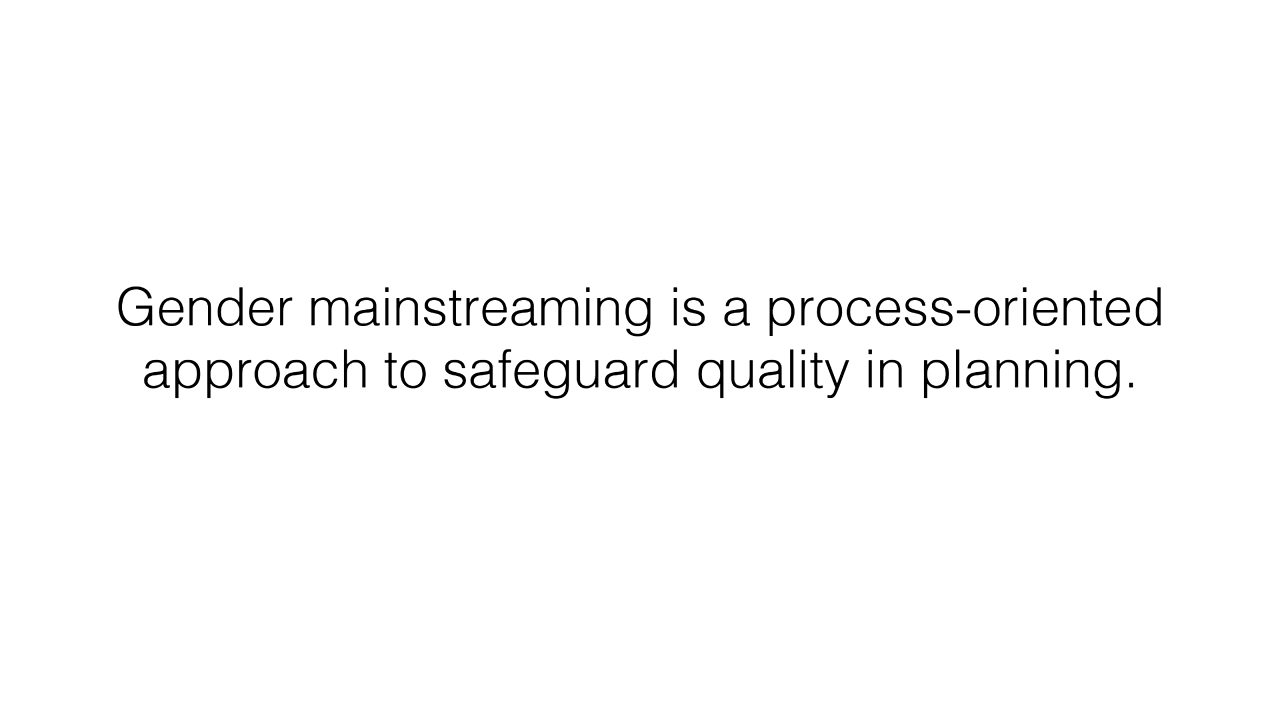 Gender mainstreaming is a process-oriented
approach to safeguard quality in planning.